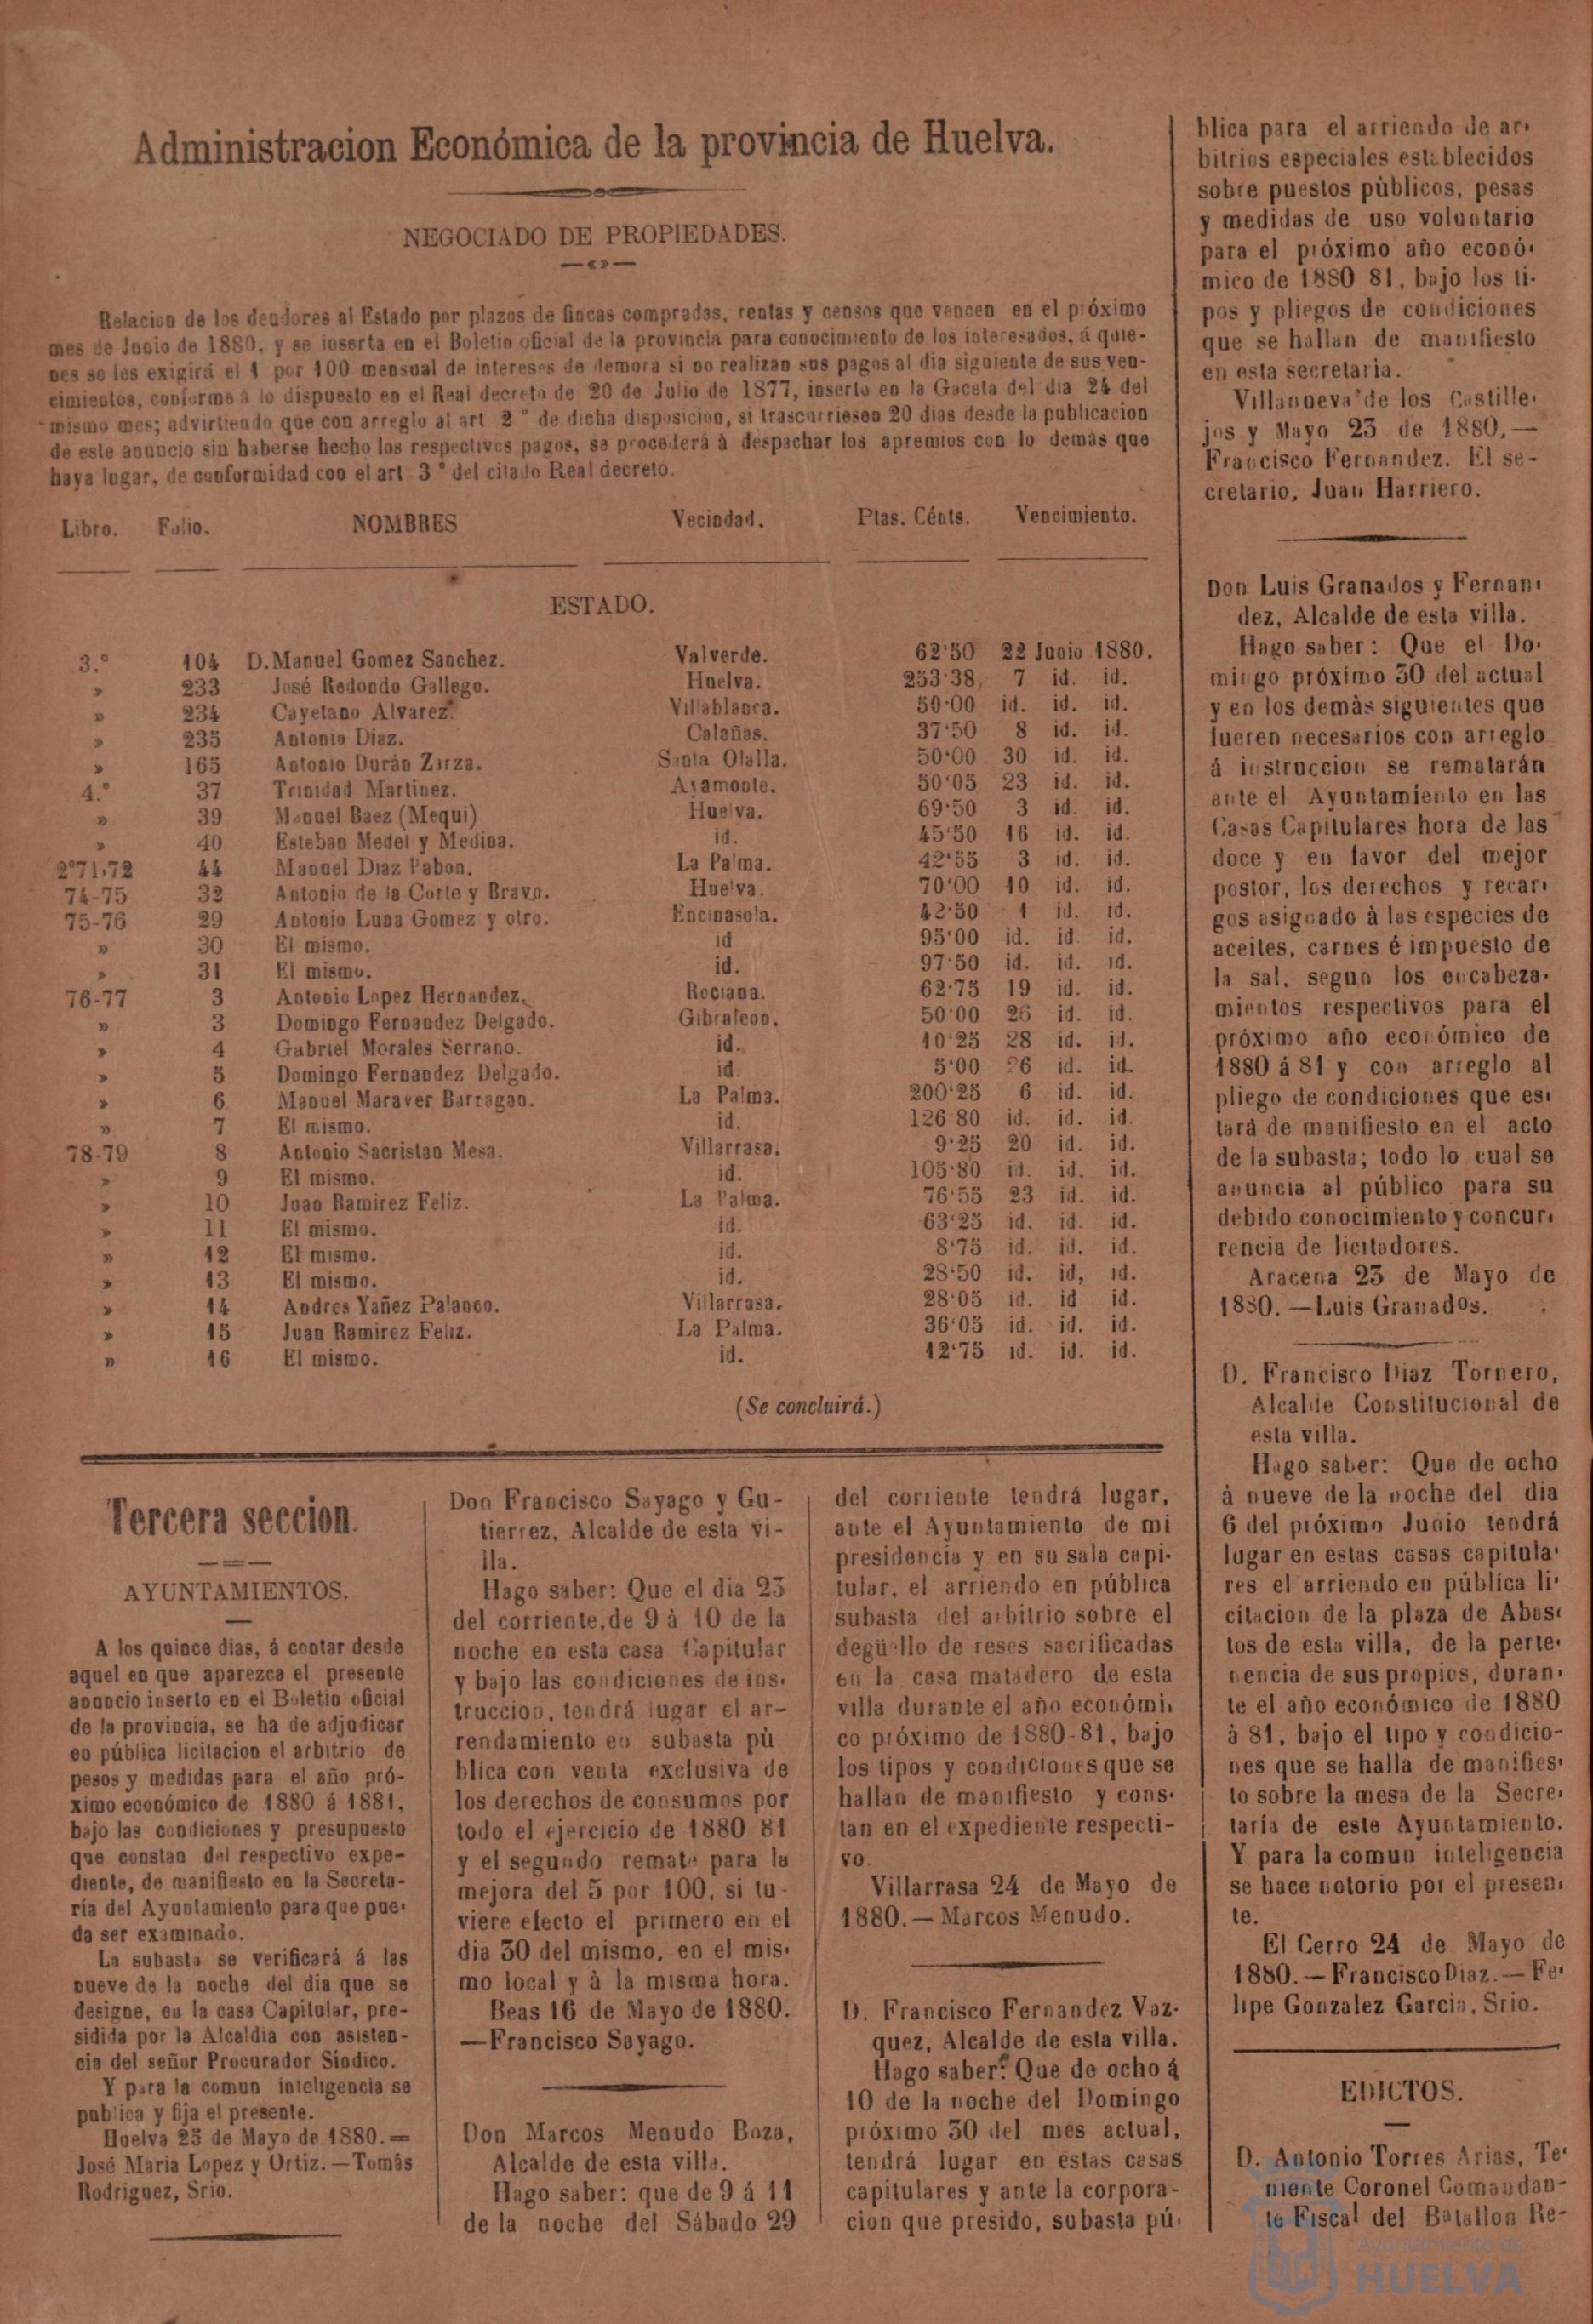 Administracion Económica de la provincia de Huelva.
NEGOCIADO DE PROPIEDADES.
Relacion de los deudores al Estado por plazos de fincas compradas, rentas y censos que vencen en el próximo
mes de Junio de 1880, y se inserta en el Boletin oficial de la provincia para conocimiento de los interesados, á quie-
nes se les exigirá el 1 por 100 mensual de intereses de demora si no realizan sus pagos al dia siguiente de sus ven-
cimientos, conforme á lo dispuesto en el Real decreto de 20 de Julio de 1877, inserto en la Gaceta del dia 24 del
mismo mes; advirtiendo que con arreglo al art 2.º de dicha disposicion, si trascurriesen 20 dias desde la publicacion
de este anuncio sin haberse hecho los respectivos pagos, se procederá à despachar los apremios con lo demás que
haya lugar, de conformidad con el art 3 º del citado Real decreto.
Libro. Folio. NOMBRES Vecindad. Ptas. Cénts. Vencimiento.
ESTADO.
3.º 104 D. Manuel Gomez Sanchez. Valverde. 62'50 22 Junio 1880.
» 233 José Redondo Gallego. Huelva. 253'38, 7 id. id.
» 234 Cayetano Alvarez. Villablanca. 50'00 id. id. id.
» 235 Antonio Diaz. Calañas. 37'50 8 id. id.
» 165 Antonio Durán Zarza. Santa Olalla. 50'00 30 id. id.
4.º 37 Trinidad Martinez. Ayamonte. 50'05 23 id. id.
» 39 Manuel Baez (Mequi) Huelva. 69'50 3 id. id.
» 40 Esteban Medel y Medina. id. 45'50 16 id. id.
2º71-72 44 Manuel Diaz Pabon. La Palma. 42'55 3 id. id.
74-75 32 Antonio de la Corte y Bravo. Huelva. 70'00 10 id. id.
75-76 29 Antonio Luna Gomez y otro. Encinasola. 42'50 1 id. id.
» 30 El mismo. id 95'00 id. id. id.
» 31 El mismo. id. 97'50 id. id. id.
76-77 3 Antonio Lopez Hernandez. Rociana. 62'75 19 id. id.
» 3 Domingo Fernandez Delgado. Gibraleon, 50'00 26 id. id.
» 4 Gabriel Morales Serrano. id. 10'25 28 id. id.
» 5 Domingo Fernandez Delgado. id. 5'00 26 id. id.
» 6 Manuel Maraver Barragan. La Palma. 200'25 6 id. id.
» 7 El mismo. id. 126'80 id. id. id.
78-79 8 Antonio Sacristan Mesa. Villarrasa. 9'25 20 id. id.
» 9 El mismo. id. 105'80 id. id. id.
» 10 Juan Ramirez Feliz. La Palma. 76'55 23 id. id.
» 11 El mismo. id. 63'25 id. id. id.
» 12 El mismo. id. 8'75 id. id. id.
» 13 El mismo. id. 28'50 id. id, id.
» 14 Andres Yañez Palanco. Villarrasa. 28'05 id. id id.
» 15 Juan Ramirez Feliz. La Palma. 36'05 id. id. id.
» 16 El mismo. id. 12'75 id. id. id.
(Se concluirá.)
Tercera seccion.
AYUNTAMIENTOS.
A los quince dias, á contar desde
aquel en que aparezca el presente
anuncio inserto en el Boletin oficial
de la provincia, se ha de adjudicar
en pública licitacion el arbitrio de
pesos y medidas para el año pró-
ximo económico de 1880 á 1881,
bajo las condiciones y presupuesto
que constan del respectivo expe-
diente, de manifiesto en la Secreta-
ría del Ayuntamiento para que pue-
da ser examinado.
La subasta se verificará á las
nueve de la noche del dia que se
designe, en la casa Capitular, pre-
sidida por la Alcaldia con asisten-
cia del señor Procurador Sindico.
Y para la comun inteligencia se
publica y fija el presente.
Huelva 25 de Mayo de 1880.=
José Maria Lopez y Ortiz. —Tomás
Rodriguez, Srio.
Don Francisco Sayago y Gu-
tierrez, Alcalde de esta vi-
lla.
Hago saber: Que el dia 23
del corriente, de 9 à 10 de la
noche en esta casa Capitular
y bajo las condiciones de ins-
truccion, tendrá lugar el ar-
rendamiento en subasta pú
blica con venta exclusiva de
los derechos de consumos por
todo el ejercicio de 1880 81
y el segundo remate para la
mejora del 5 por 100, si tu-
viere efecto el primero en el
dia 30 del mismo, en el mis-
mo local y à la misma hora.
Beas 16 de Mayo de 1880.
—Francisco Sayago.
Don Marcos Menudo Boza,
Alcalde de esta villa.
Hago saber: que de 9 á 11
de la noche del Sábado 29
del corriente tendrá lugar,
ante el Ayuntamiento de mi
presidencia y en su sala capi-
tular, el arriendo en pública
subasta del arbitrio sobre el
degüello de reses sacrificadas
en la casa matadero de esta
villa durante el año económi-
co próximo de 1880-81, bajo
los tipos y condiciones que se
hallan de manifiesto y cons-
tan en el expediente respecti-
vo.
Villarrasa 24 de Mayo de
1880.—Marcos Menudo.
D. Francisco Fernandez Vaz-
quez, Alcalde de esta villa.
Hago saber: Que de ocho á
10 de la noche del Domingo
próximo 30 del mes actual,
tendrá lugar en estas casas
capitulares y ante la corpora-
cion que presido, subasta pú-
blica para el arriendo de ar-
bitrios especiales establecidos
sobre puestos públicos, pesas
y medidas de uso voluntario
para el próximo año econó-
mico de 1880 81, bajo los ti-
pos y pliegos de condiciones
que se hallan de manifiesto
en esta secretaria.
Villanueva de los Castille-
jos y Mayo 23 de 1880.—
Francisco Fernandez. El se-
cretario, Juan Harriero.
Don Luis Granados y Fernan-
dez, Alcalde de esta villa.
Hago saber: Que el Do-
mingo próximo 30 del actual
y en los demás siguientes que
fueren necesarios con arreglo
á instruccion se rematarán
ante el Ayuntamiento en las
Casas Capitulares hora de las
doce y en favor del mejor
postor, los derechos y recar-
gos asignado à las especies de
aceites, carnes é impuesto de
la sal, segun los encabeza-
mientos respectivos para el
próximo año económico de
1880 á 81 y con arreglo al
pliego de condiciones que es-
tará de manifiesto en el acto
de la subasta; todo lo cual se
anuncia al público para su
debido conocimiento y concur-
rencia de licitadores.
Aracena 23 de Mayo de
1880. —Luis Granados.
D. Francisco Diaz Tornero,
Alcalde Constitucional de
esta villa.
Hago saber: Que de ocho
à nueve de la noche del dia
6 del próximo Junio tendrá
lugar en estas casas capitula-
res el arriendo en pública li-
citacion de la plaza de Abas-
tos de esta villa, de la perte-
nencia de sus propios, duran-
te el año económico de 1880
à 81, bajo el tipo y condicio-
nes que se halla de manifies-
to sobre la mesa de la Secre-
taría de este Ayuntamiento.
Y para la comun inteligencia
se hace notorio por el presen-
te.
El Cerro 24 de Mayo de
1880.—Francisco Diaz.—Fe-
lipe Gonzalez Garcia, Srio.
EDICTOS.
D. Antonio Torres Arias, Te-
niente Coronel Comandan-
te Fiscal del Batallon Re-
Ayuntamiento de
HUELVA